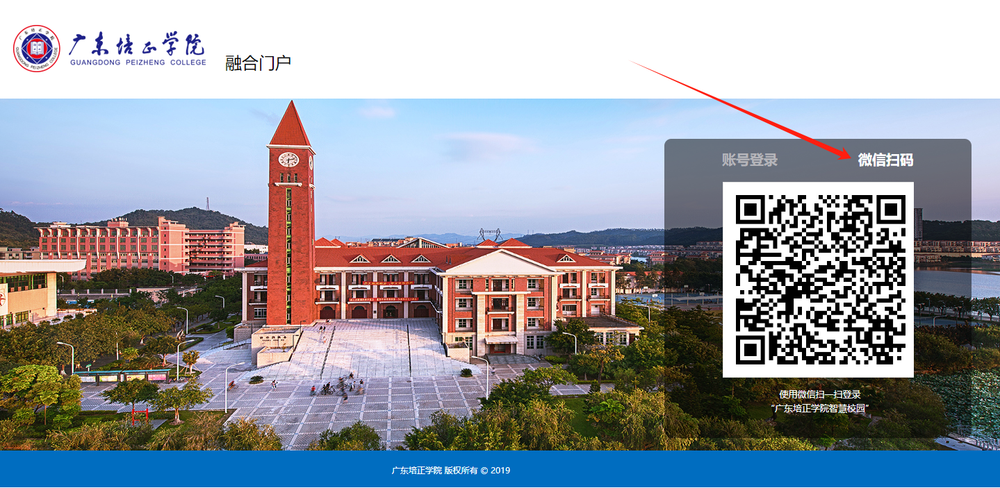 广东培正学院
GUANGDONG PEIZHENG COLLEGE
融合门户
账号登录
微信扫码
使用微信扫一扫登录
“广东培正学院智慧校园”
广东培正学院 版权所有 © 2019